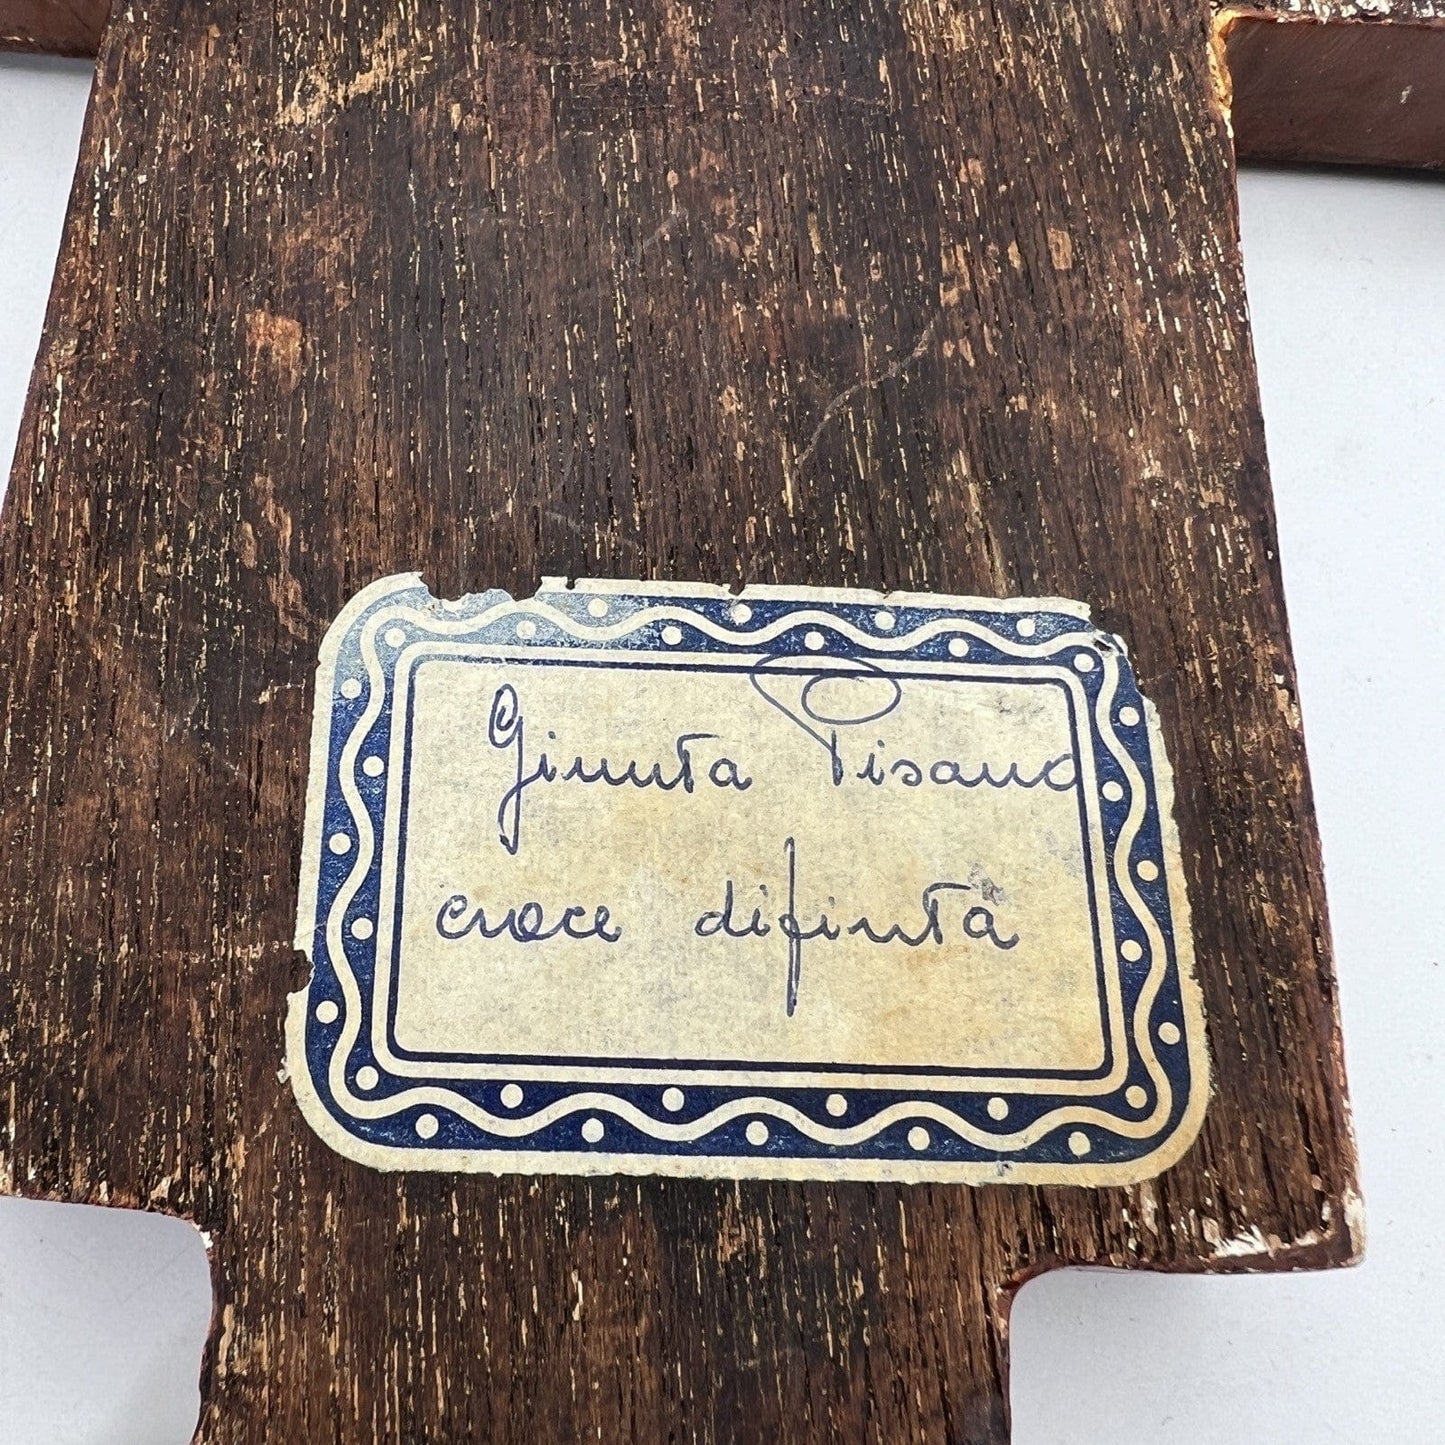 Giunta Pisano
croce dipinta